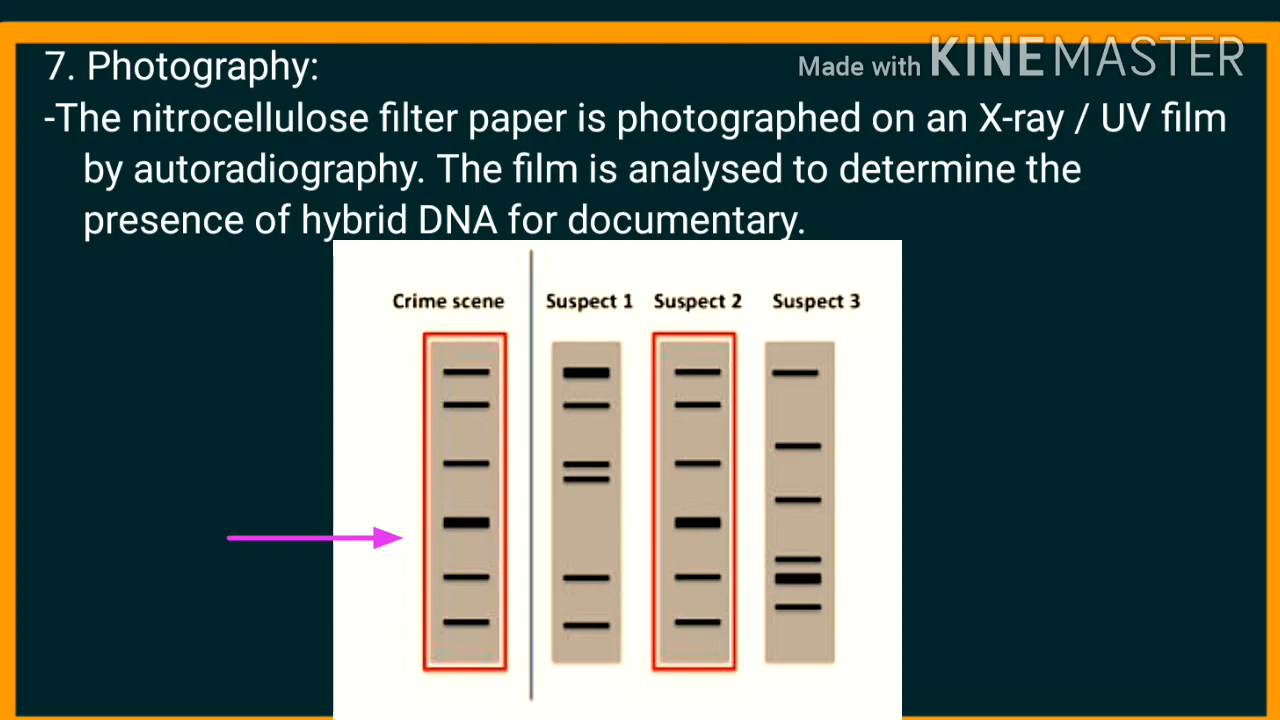 Made with KINEMASTER
7. Photography:
-The nitrocellulose filter paper is photographed on an X-ray / UV film
by autoradiography. The film is analysed to determine the
presence of hybrid DNA for documentary.
Crime scene Suspect 1 Suspect 2 Suspect 3